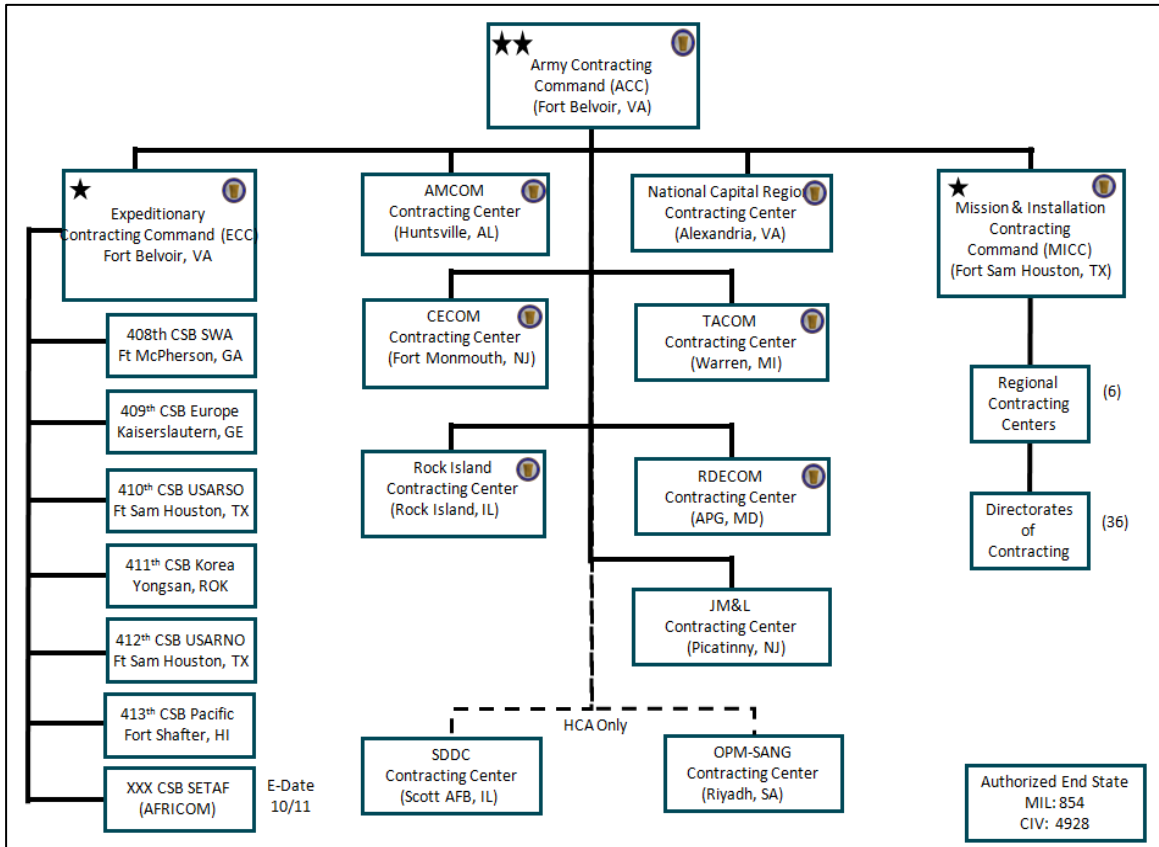 Army Contracting
Command (ACC)
(Fort Belvoir, VA)
Expeditionary
Contracting Command (ECC)
Fort Belvoir, VA
AMCOM
Contracting Center
(Huntsville, AL)
National Capital Region
Contracting Center
(Alexandria, VA)
Mission & Installation
Contracting
Command (MICC)
(Fort Sam Houston, TX)
CECOM
Contracting Center
(Fort Monmouth, NJ)
TACOM
Contracting Center
(Warren, MI)
Rock Island
Contracting Center
(Rock Island, IL)
RDECOM
Contracting Center
(APG, MD)
JM&L
Contracting Center
(Picatinny, NJ)
HCA Only
SDDC
Contracting Center
(Scott AFB, IL)
OPM-SANG
Contracting Center
(Riyadh, SA)
408th CSB SWA
Ft McPherson, GA
409th CSB Europe
Kaiserslautern, GE
410th CSB USARSO
Ft Sam Houston, TX
411th CSB Korea
Yongsan, ROK
412th CSB USARNO
Ft Sam Houston, TX
413th CSB Pacific
Fort Shafter, HI
XXX CSB SETAF
(AFRICOM)
E-Date
10/11
Regional
Contracting
Centers
(6)
Directorates
of
Contracting
(36)
Authorized End State
MIL: 854
CIV: 4928